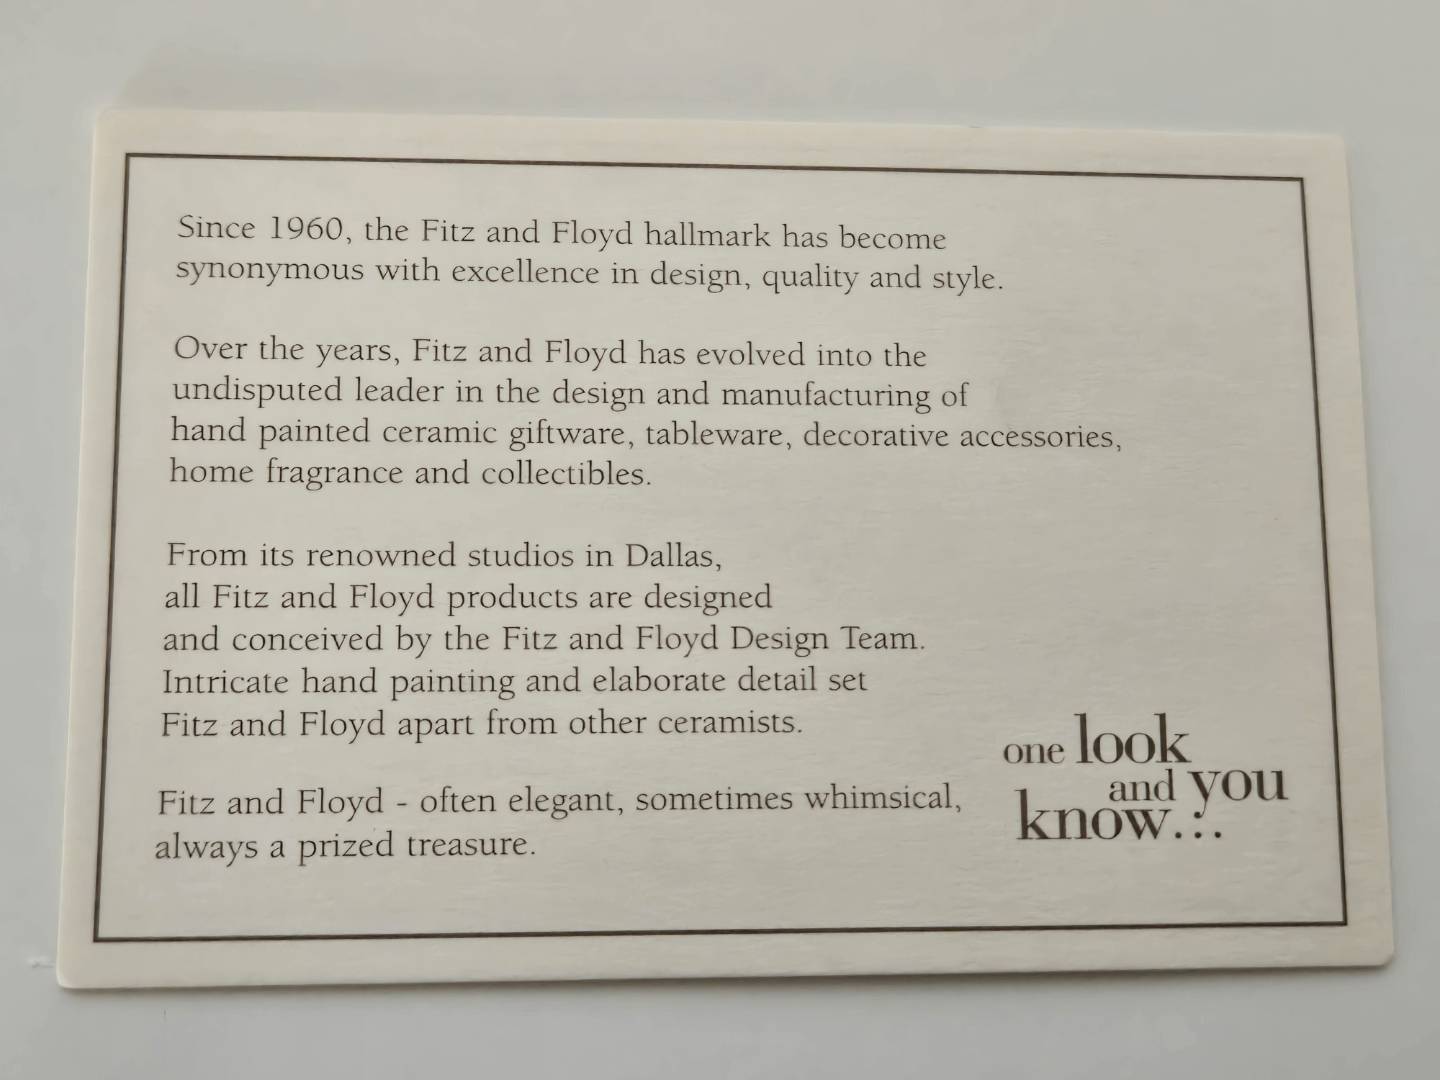 Since 1960, the Fitz and Floyd hallmark has become
synonymous with excellence in design, quality and style.
Over the years, Fitz and Floyd has evolved into the
undisputed leader in the design and manufacturing of
hand painted ceramic giftware, tableware, decorative accessories,
home fragrance and collectibles.
From its renowned studios in Dallas,
all Fitz and Floyd products are designed
and conceived by the Fitz and Floyd Design Team.
Intricate hand painting and elaborate detail set
Fitz and Floyd apart from other ceramists.
Fitz and Floyd - often elegant, sometimes whimsical,
always a prized treasure.
one look
and you
know...